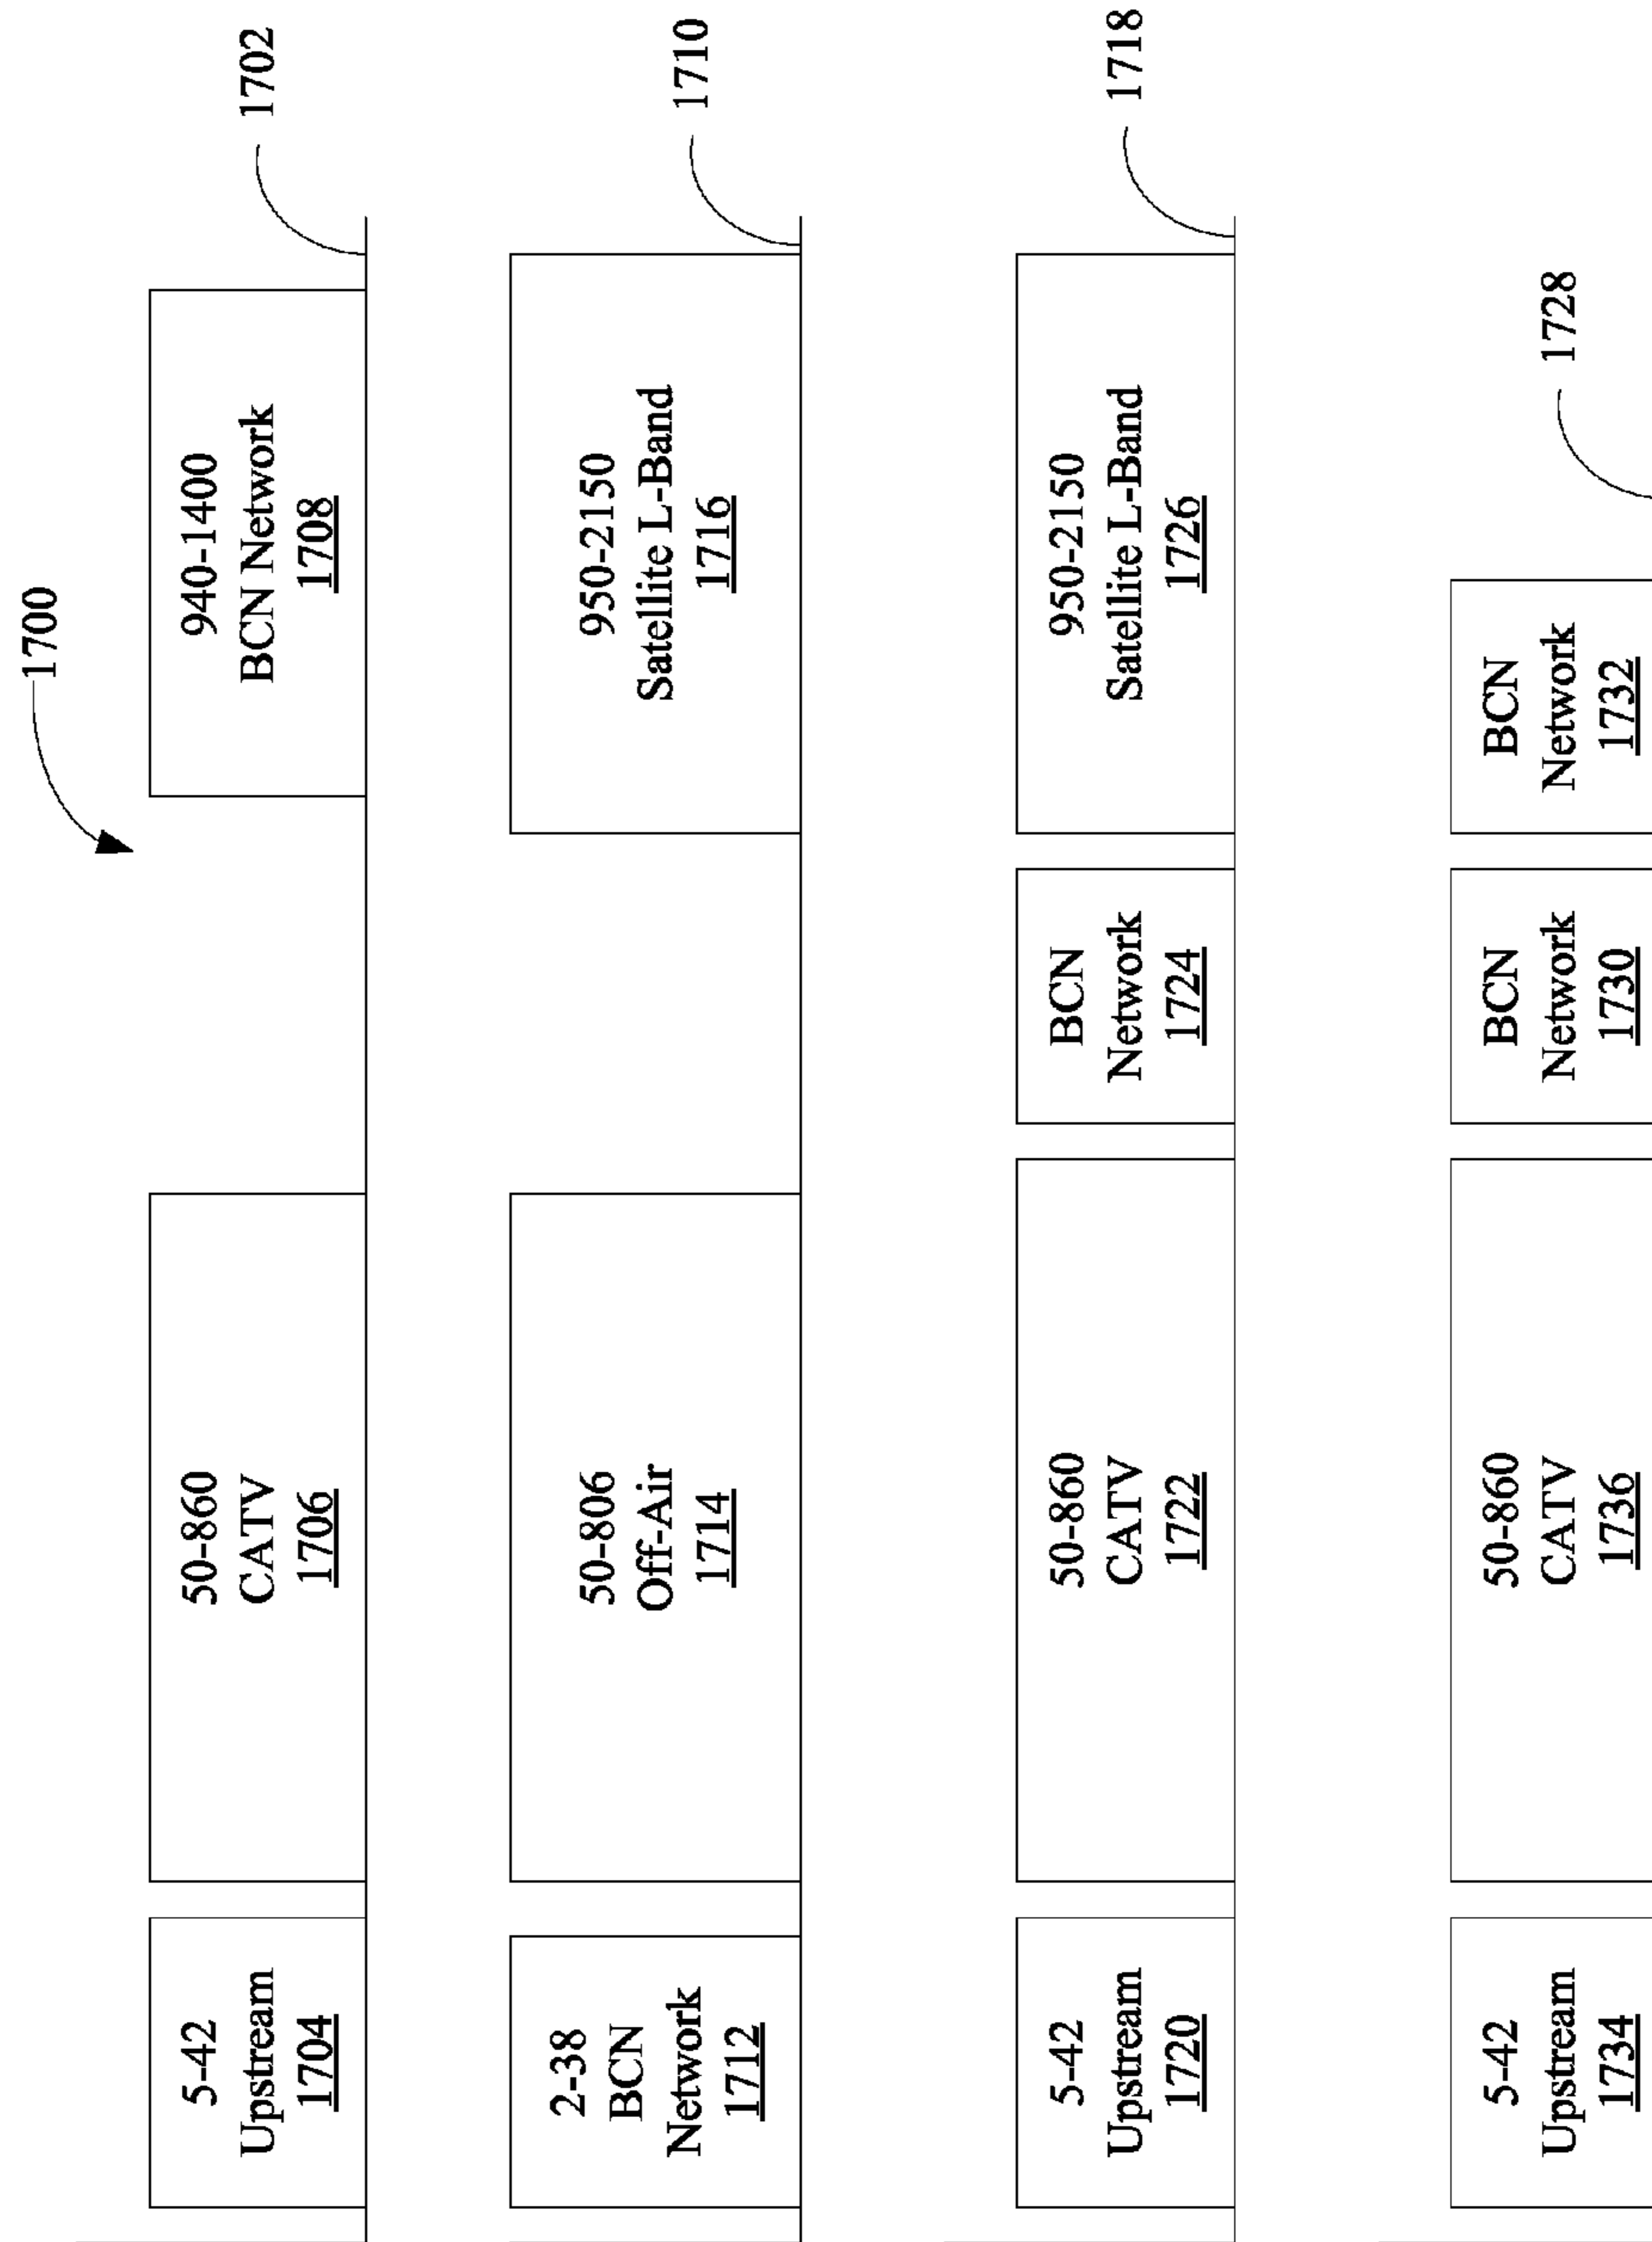 1700
5-42
Upstream
1704
50-860
CATV
1706
940-1400
BCN Network
1708
1702
2-38
BCN
Network
1712
50-806
Off-Air
1714
950-2150
Satellite L-Band
1716
1710
5-42
Upstream
1720
50-860
CATV
1722
BCN
Network
1724
950-2150
Satellite L-Band
1726
1718
5-42
Upstream
1734
50-860
CATV
1736
BCN
Network
1730
BCN
Network
1732
1728